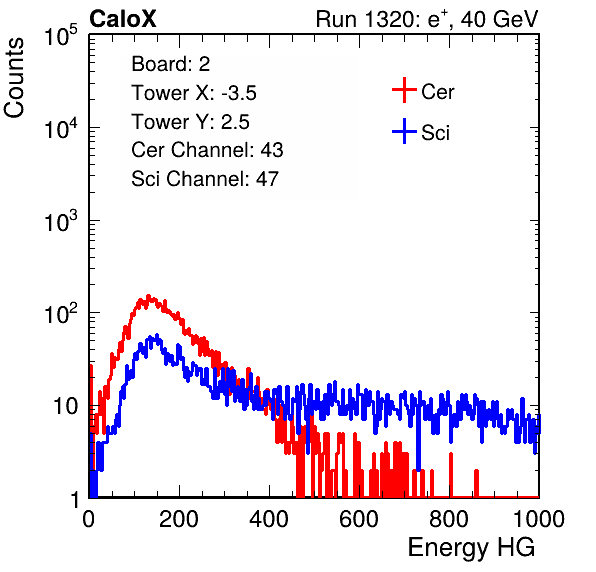 CaloX Run 1320: e⁺, 40 GeV
Counts
10⁵
10⁴
10³
10²
10
1
Board: 2
Tower X: -3.5
Tower Y: 2.5
Cer Channel: 43
Sci Channel: 47
Cer
Sci
0 200 400 600 800 1000
Energy HG